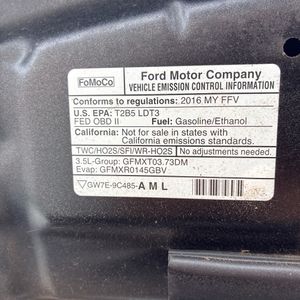 FoMoCo
Ford Motor Company
VEHICLE EMISSION CONTROL INFORMATION
Conforms to regulations: 2016 MY FFV
U.S. EPA: T2B5 LDT3
FED OBD II Fuel: Gasoline/Ethanol
California: Not for sale in states with
California emissions standards.
TWC/HO2S/SFI/WR-HO2S No adjustments needed.
3.5L-Group: GFMXT03.73DM
Evap: GFMXR0145GBV
GW7E-9C485-AML